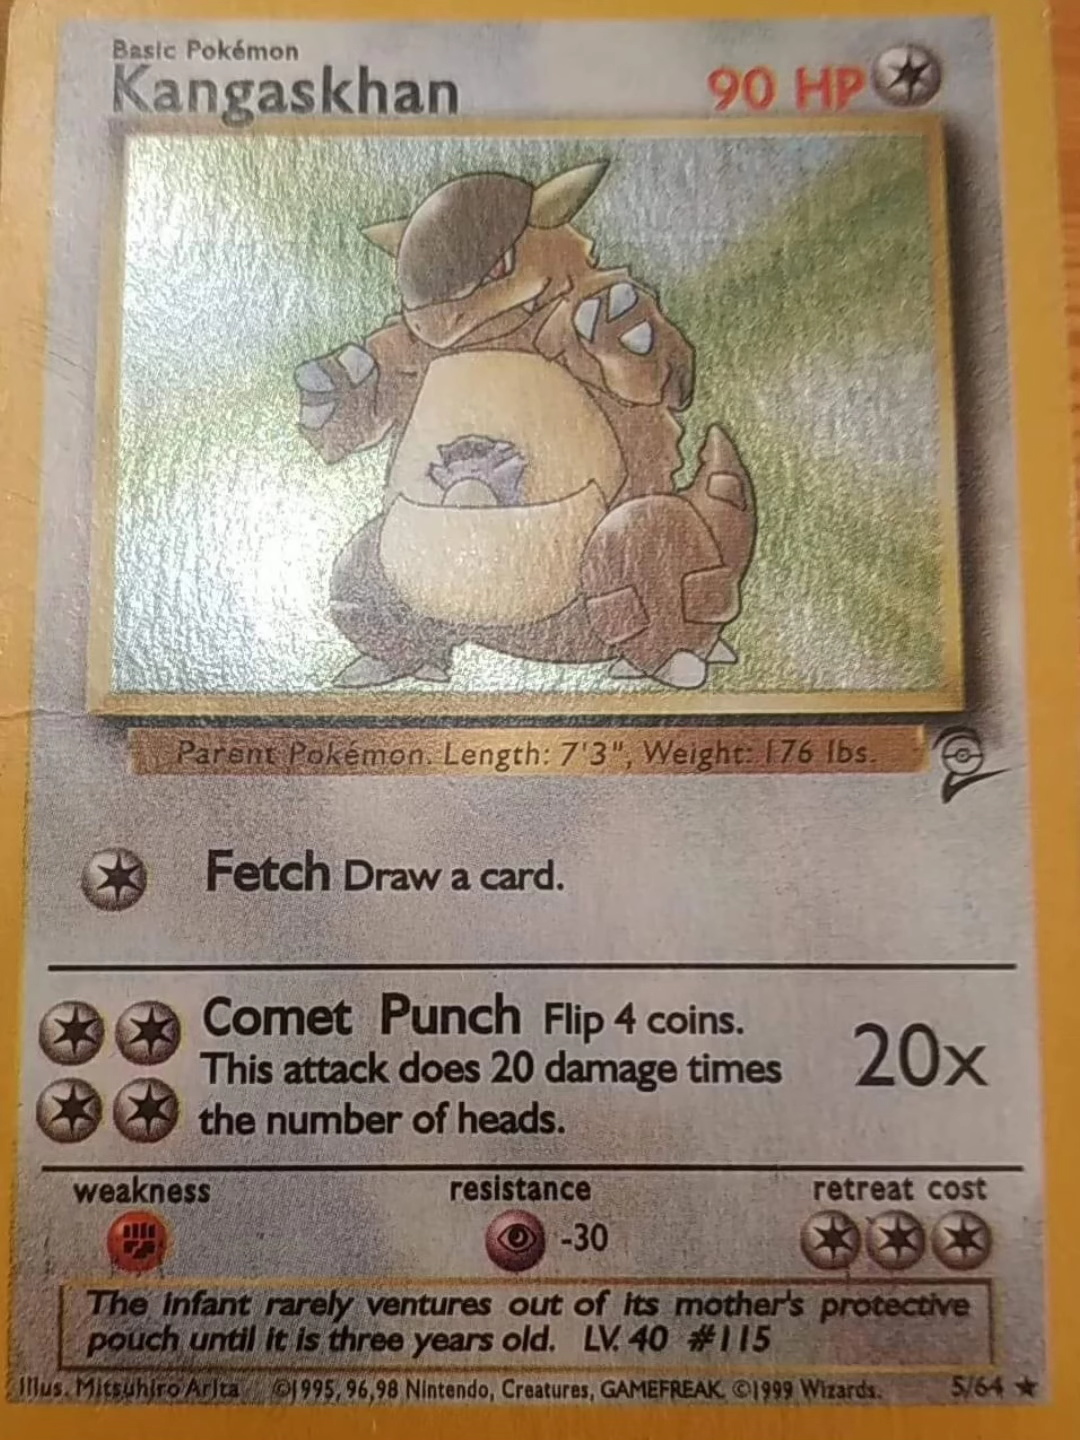 Basic Pokémon
Kangaskhan 90 HP
Parent Pokémon. Length: 7'3", Weight: 176 lbs.
Fetch Draw a card.
Comet Punch Flip 4 coins.
This attack does 20 damage times
the number of heads.
20x
weakness resistance retreat cost
-30
The infant rarely ventures out of its mother's protective
pouch until it is three years old. LV. 40 #115
Illus. Mitsuhiro Arita ©1995, 96, 98 Nintendo, Creatures, GAMEFREAK. ©1999 Wizards. 5/64 ★